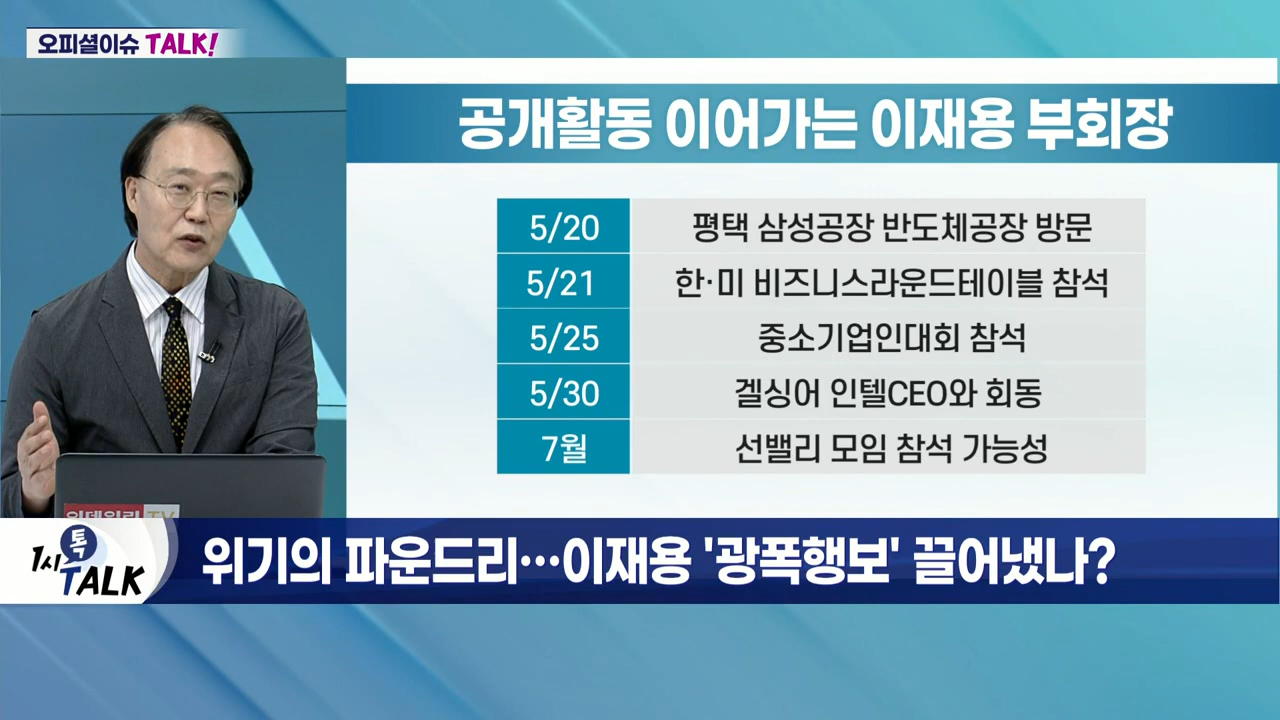 오피셜이슈 TALK!
공개활동 이어가는 이재용 부회장
5/20 평택 삼성공장 반도체공장 방문
5/21 한·미 비즈니스라운드테이블 참석
5/25 중소기업인대회 참석
5/30 겔싱어 인텔CEO와 회동
7월 선밸리 모임 참석 가능성
이데일리 TV
1시 톡 TALK
위기의 파운드리…이재용 '광폭행보' 끌어냈나?